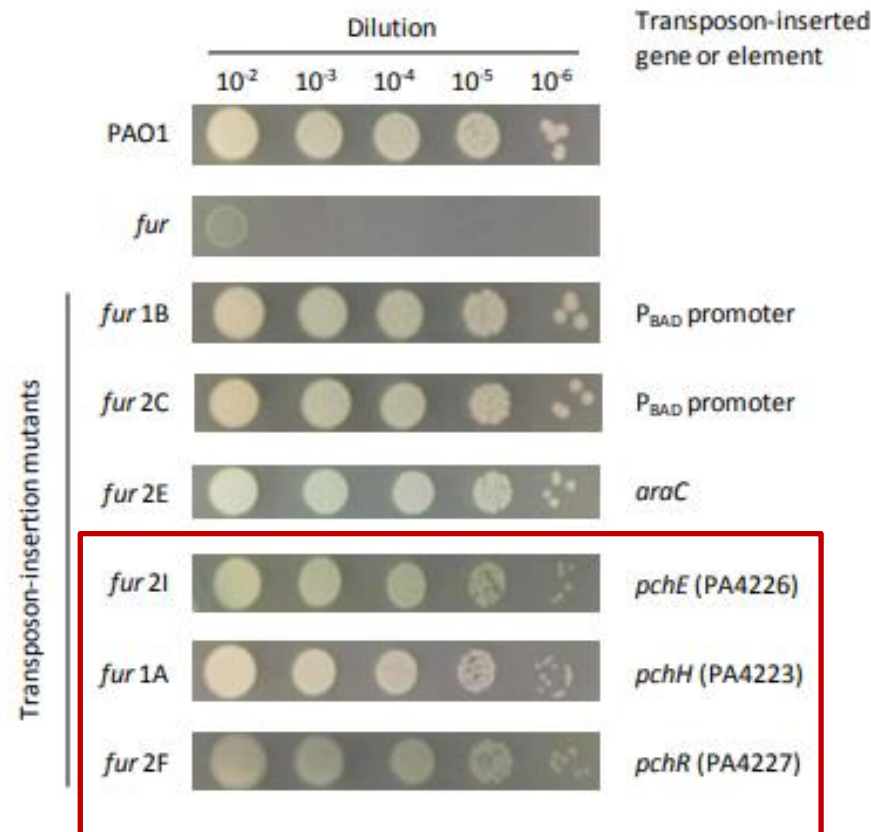 Dilution
Transposon-inserted
gene or element
10⁻² 10⁻³ 10⁻⁴ 10⁻⁵ 10⁻⁶
PAO1
fur
fur 1B P_BAD promoter
fur 2C P_BAD promoter
fur 2E araC
fur 2I pchE (PA4226)
fur 1A pchH (PA4223)
fur 2F pchR (PA4227)
Transposon-insertion mutants